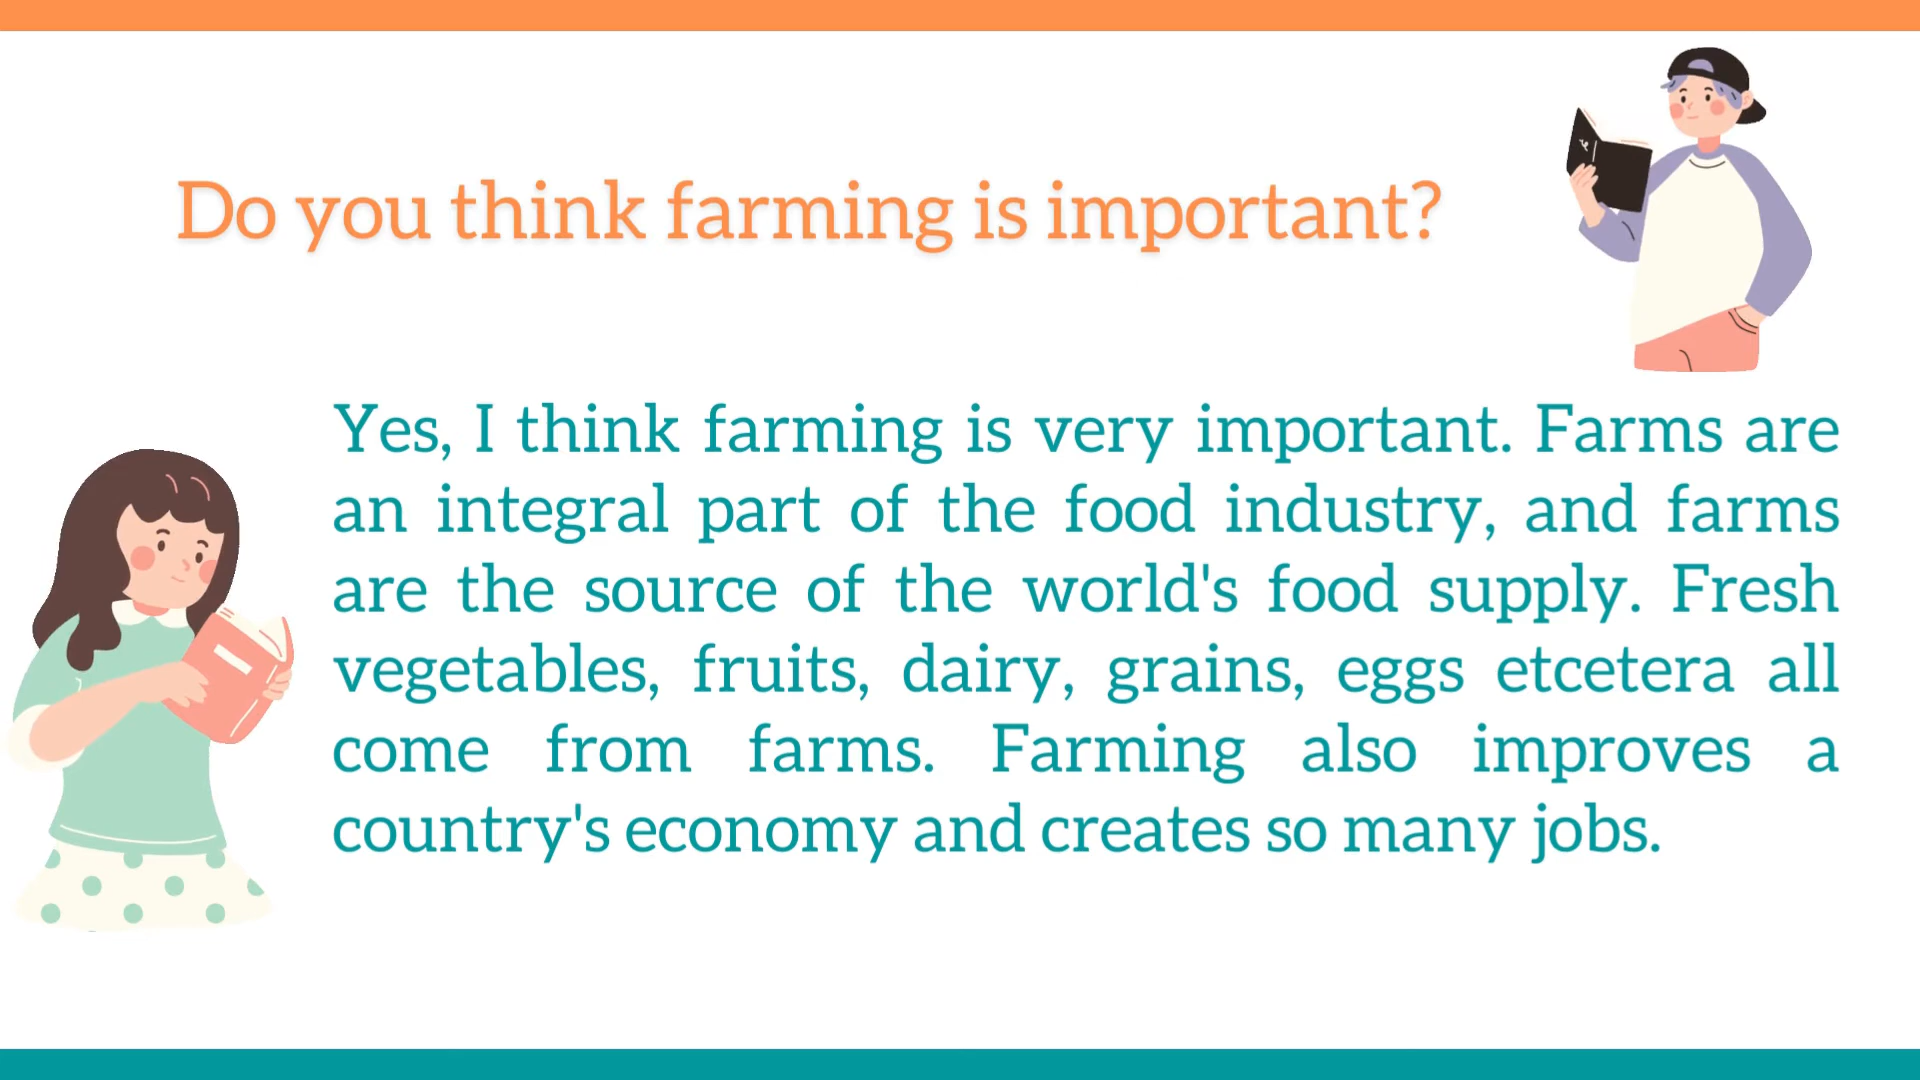 Do you think farming is important?
Yes, I think farming is very important. Farms are
an integral part of the food industry, and farms
are the source of the world's food supply. Fresh
vegetables, fruits, dairy, grains, eggs etcetera all
come from farms. Farming also improves a
country's economy and creates so many jobs.